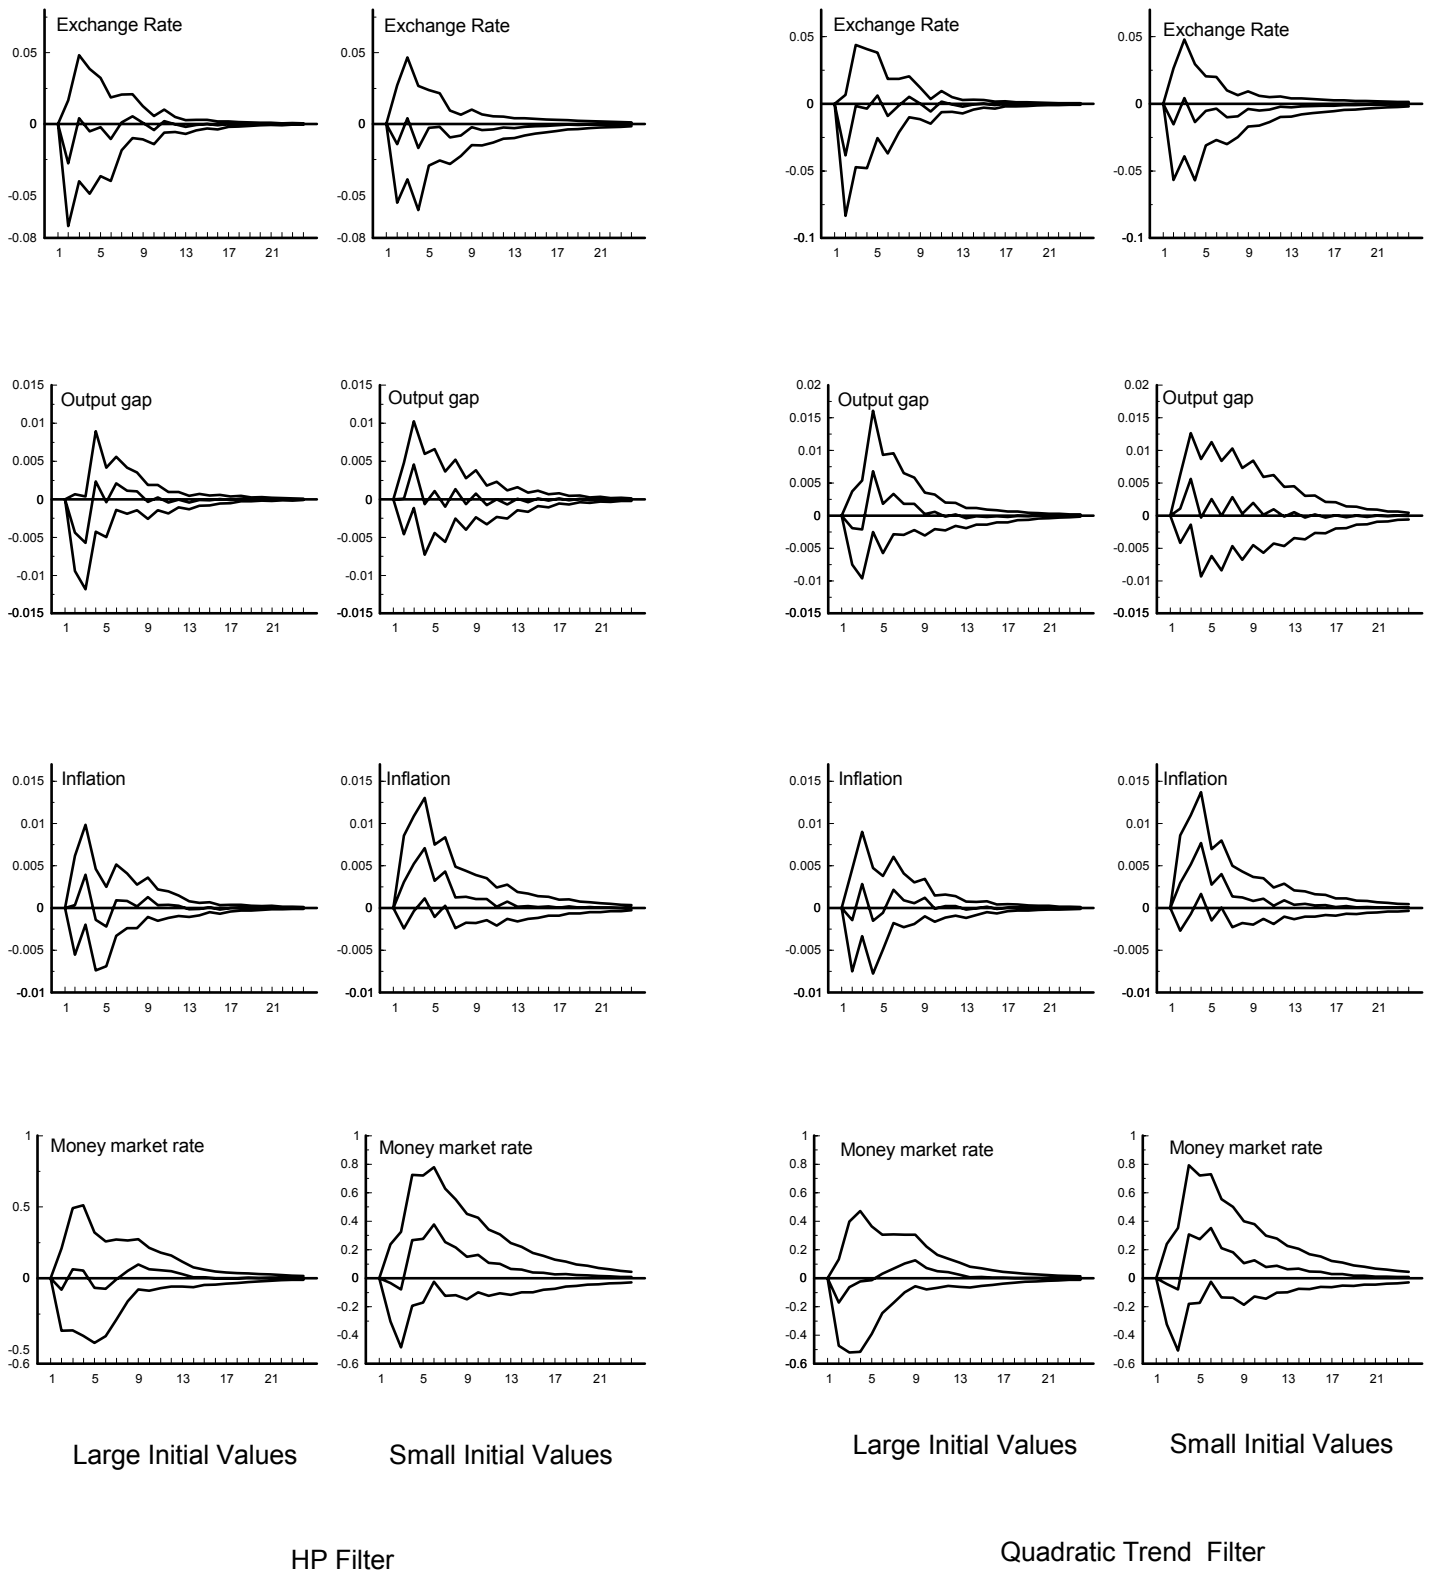 Exchange Rate
0.05
0
-0.05
-0.08
1 5 9 13 17 21
Exchange Rate
0.05
0
-0.05
-0.08
1 5 9 13 17 21
Exchange Rate
0.05
0
-0.05
-0.1
1 5 9 13 17 21
Exchange Rate
0.05
0
-0.05
-0.1
1 5 9 13 17 21
Output gap
0.015
0.01
0.005
0
-0.005
-0.01
-0.015
1 5 9 13 17 21
Output gap
0.015
0.01
0.005
0
-0.005
-0.01
-0.015
1 5 9 13 17 21
Output gap
0.02
0.015
0.01
0.005
0
-0.005
-0.01
-0.015
1 5 9 13 17 21
Output gap
0.02
0.015
0.01
0.005
0
-0.005
-0.01
-0.015
1 5 9 13 17 21
Inflation
0.015
0.01
0.005
0
-0.005
-0.01
1 5 9 13 17 21
Inflation
0.015
0.01
0.005
0
-0.005
-0.01
1 5 9 13 17 21
Inflation
0.015
0.01
0.005
0
-0.005
-0.01
1 5 9 13 17 21
Inflation
0.015
0.01
0.005
0
-0.005
-0.01
1 5 9 13 17 21
Money market rate
1
0.5
0
-0.5
-0.6
1 5 9 13 17 21
Money market rate
1
0.8
0.6
0.4
0.2
0
-0.2
-0.4
-0.6
1 5 9 13 17 21
Money market rate
1
0.8
0.6
0.4
0.2
0
-0.2
-0.4
-0.6
1 5 9 13 17 21
Money market rate
1
0.8
0.6
0.4
0.2
0
-0.2
-0.4
-0.6
1 5 9 13 17 21
Large Initial Values
Small Initial Values
Large Initial Values
Small Initial Values
HP Filter
Quadratic Trend Filter